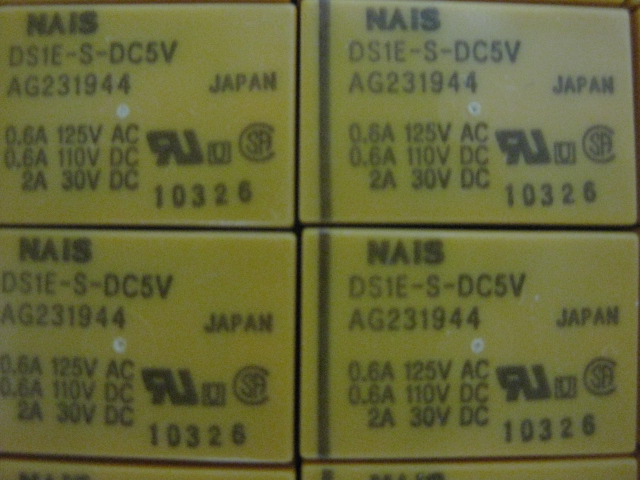 NAIS
DS1E-S-DC5V
AG231944 JAPAN
0.6A 125V AC
0.6A 110V DC
2A 30V DC
10326
NAIS
DS1E-S-DC5V
AG231944 JAPAN
0.6A 125V AC
0.6A 110V DC
2A 30V DC
10326
NAIS
DS1E-S-DC5V
AG231944 JAPAN
0.6A 125V AC
0.6A 110V DC
2A 30V DC
10326
NAIS
DS1E-S-DC5V
AG231944 JAPAN
0.6A 125V AC
0.6A 110V DC
2A 30V DC
10326